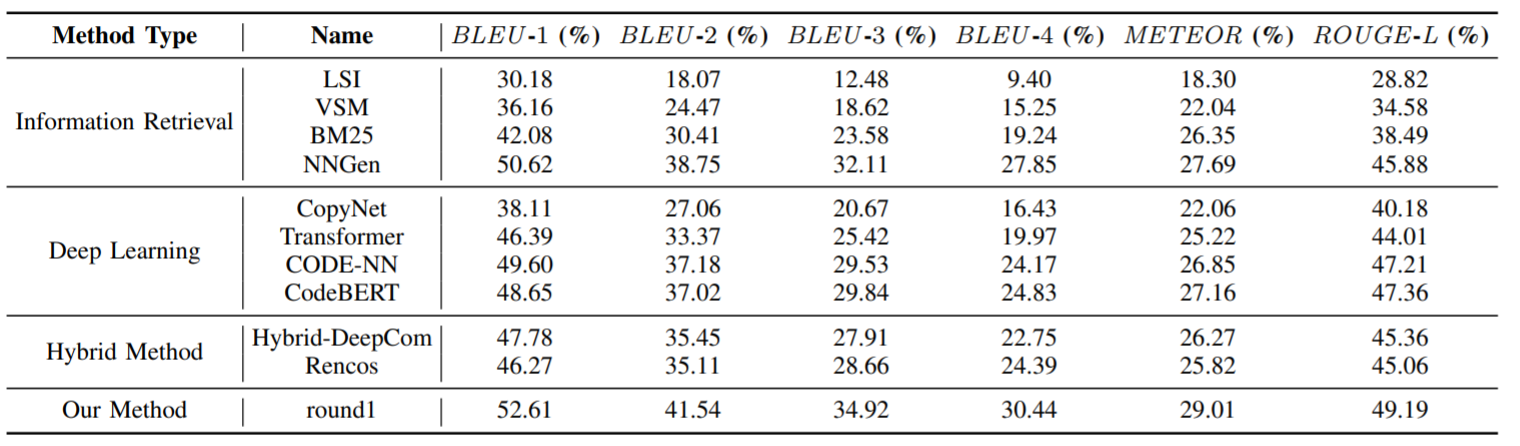 Method Type Name BLEU-1 (%) BLEU-2 (%) BLEU-3 (%) BLEU-4 (%) METEOR (%) ROUGE-L (%)
LSI 30.18 18.07 12.48 9.40 18.30 28.82
VSM 36.16 24.47 18.62 15.25 22.04 34.58
Information Retrieval
BM25 42.08 30.41 23.58 19.24 26.35 38.49
NNGen 50.62 38.75 32.11 27.85 27.69 45.88
CopyNet 38.11 27.06 20.67 16.43 22.06 40.18
Transformer 46.39 33.37 25.42 19.97 25.22 44.01
Deep Learning
CODE-NN 49.60 37.18 29.53 24.17 26.85 47.21
CodeBERT 48.65 37.02 29.84 24.83 27.16 47.36
Hybrid-DeepCom 47.78 35.45 27.91 22.75 26.27 45.36
Hybrid Method
Rencos 46.27 35.11 28.66 24.39 25.82 45.06
Our Method round1 52.61 41.54 34.92 30.44 29.01 49.19